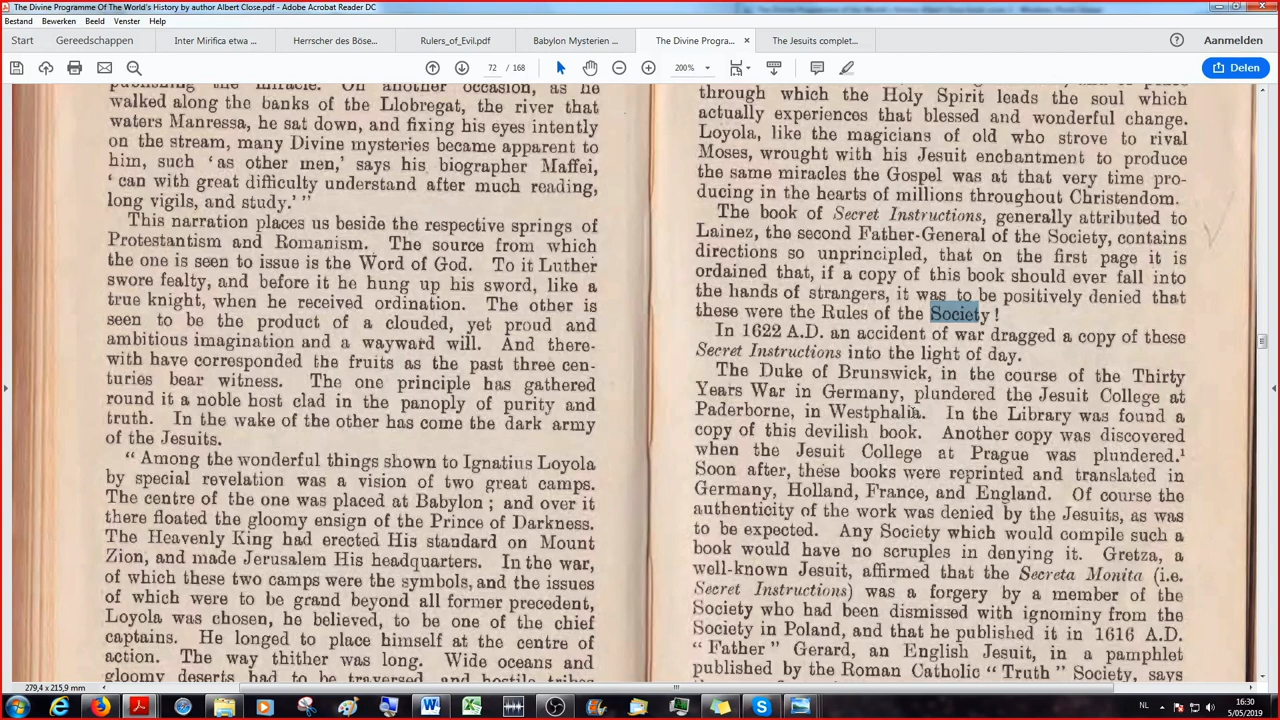 The Divine Programme Of The World's History by author Albert Close.pdf - Adobe Acrobat Reader DC
Bestand Bewerken Beeld Venster Help
Start Gereedschappen Inter Mirifica etwa ... Herrscher des Böse... Rulers_of_Evil.pdf Babylon Mysterien ... The Divine Progra... × The Jesuits complet... Aanmelden
72 / 168 200% Delen
walked along the banks of the Llobregat, the river that
waters Manressa, he sat down, and fixing his eyes intently
on the stream, many Divine mysteries became apparent to
him, such ‘as other men,’ says his biographer Maffei,
‘can with great difficulty understand after much reading,
long vigils, and study.’”
This narration places us beside the respective springs of
Protestantism and Romanism. The source from which
the one is seen to issue is the Word of God. To it Luther
swore fealty, and before it he hung up his sword, like a
true knight, when he received ordination. The other is
seen to be the product of a clouded, yet proud and
ambitious imagination and a wayward will. And there-
with have corresponded the fruits as the past three cen-
turies bear witness. The one principle has gathered
round it a noble host clad in the panoply of purity and
truth. In the wake of the other has come the dark army
of the Jesuits.
“Among the wonderful things shown to Ignatius Loyola
by special revelation was a vision of two great camps.
The centre of the one was placed at Babylon; and over it
there floated the gloomy ensign of the Prince of Darkness.
The Heavenly King had erected His standard on Mount
Zion, and made Jerusalem His headquarters. In the war,
of which these two camps were the symbols, and the issues
of which were to be grand beyond all former precedent,
Loyola was chosen, he believed, to be one of the chief
captains. He longed to place himself at the centre of
action. The way thither was long. Wide oceans and
gloomy deserts had to be traversed, and hostile tribes
through which the Holy Spirit leads the soul which
actually experiences that blessed and wonderful change.
Loyola, like the magicians of old who strove to rival
Moses, wrought with his Jesuit enchantment to produce
the same miracles the Gospel was at that very time pro-
ducing in the hearts of millions throughout Christendom.
The book of Secret Instructions, generally attributed to
Lainez, the second Father-General of the Society, contains
directions so unprincipled, that on the first page it is
ordained that, if a copy of this book should ever fall into
the hands of strangers, it was to be positively denied that
these were the Rules of the Society!
In 1622 A.D. an accident of war dragged a copy of these
Secret Instructions into the light of day.
The Duke of Brunswick, in the course of the Thirty
Years War in Germany, plundered the Jesuit College at
Paderborne, in Westphalia. In the Library was found a
copy of this devilish book. Another copy was discovered
when the Jesuit College at Prague was plundered.¹
Soon after, these books were reprinted and translated in
Germany, Holland, France, and England. Of course the
authenticity of the work was denied by the Jesuits, as was
to be expected. Any Society which would compile such a
book would have no scruples in denying it. Gretza, a
well-known Jesuit, affirmed that the Secreta Monita (i.e.
Secret Instructions) was a forgery by a member of the
Society who had been dismissed with ignominy from the
Society in Poland, and that he published it in 1616 A.D.
“Father” Gerard, an English Jesuit, in a pamphlet
published by the Roman Catholic “Truth” Society, says
279,4 x 215,9 mm
NL 16:30
5/05/2019